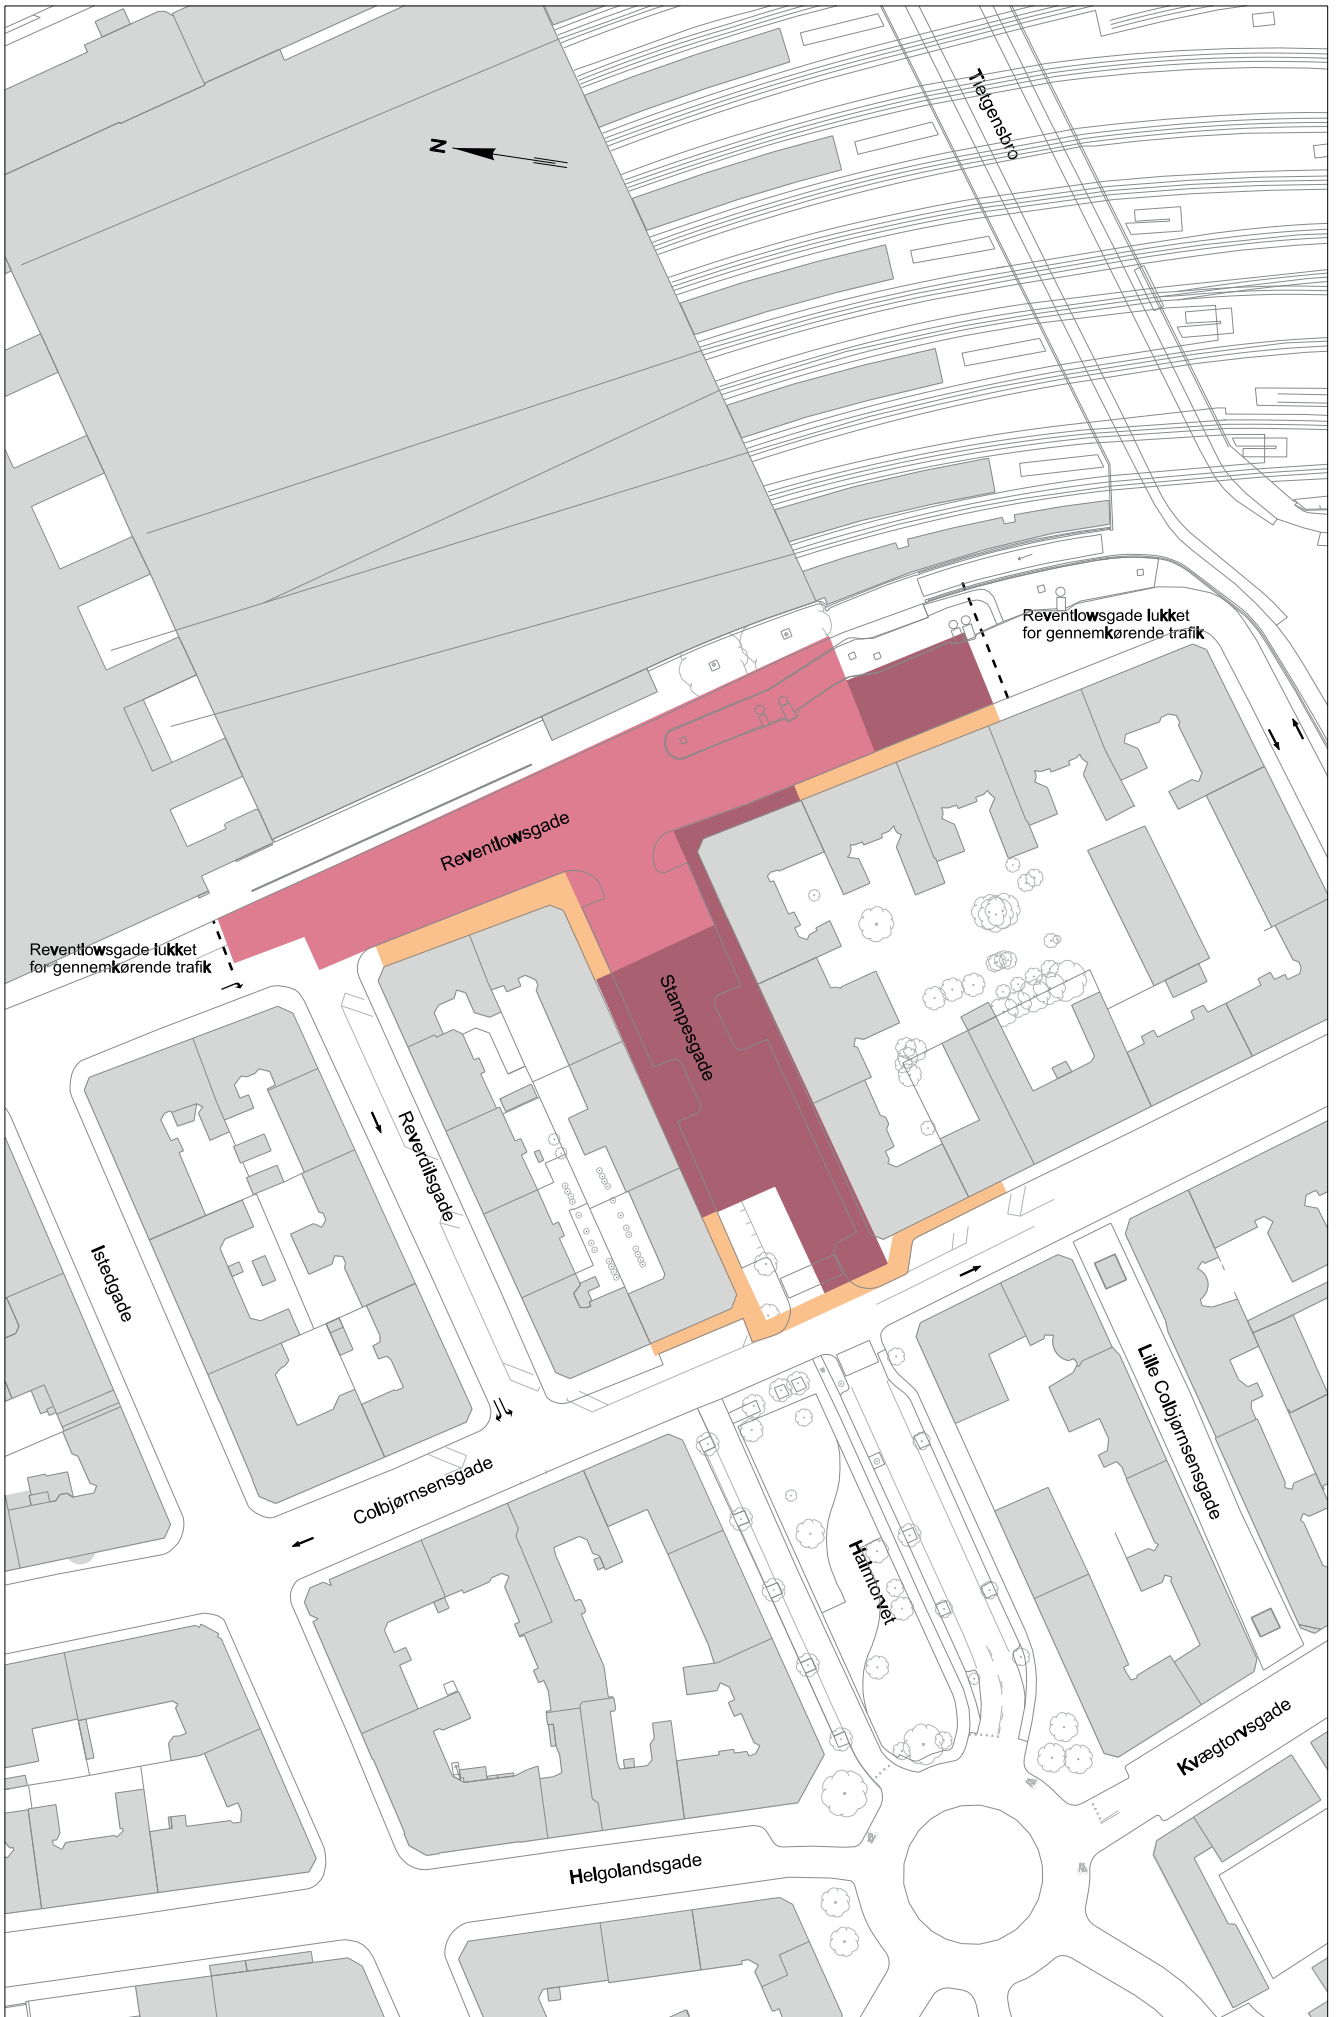 Tietgensbro
N
Reventlowsgade lukket
for gennemkørende trafik
Reventlowsgade
Reventlowsgade lukket
for gennemkørende trafik
Stampesgade
Reverdilsgade
Istedgade
Lille Colbjørnsensgade
Colbjørnsensgade
Halmtorvet
Kvægtorvsgade
Helgolandsgade